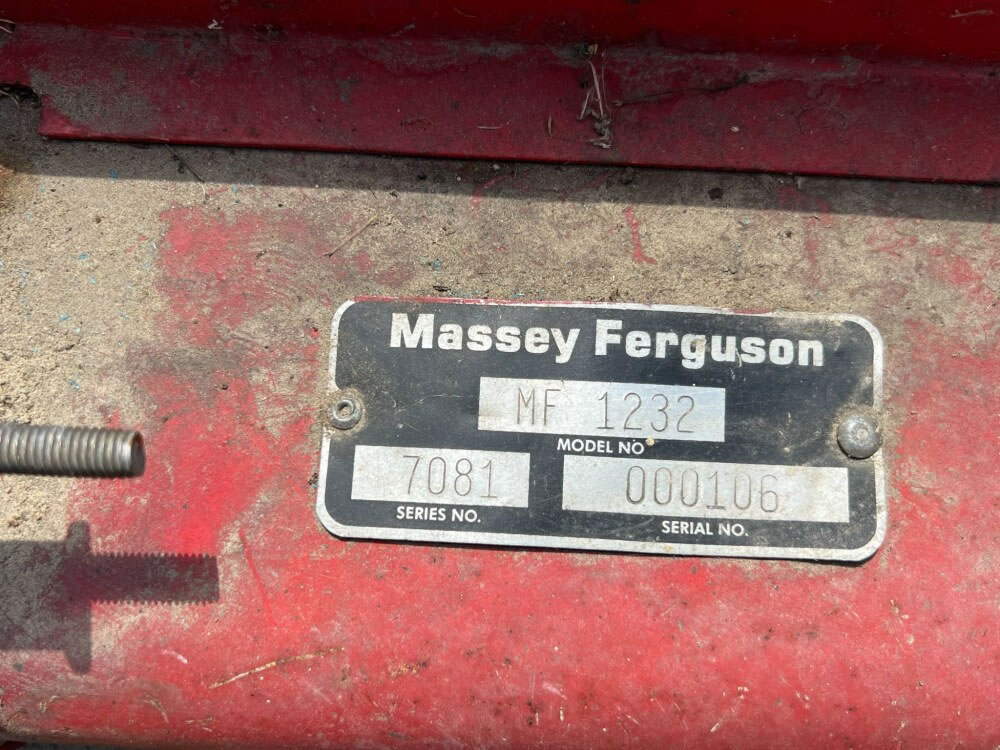 Massey Ferguson
MF 1232
MODEL NO
7081 000106
SERIES NO. SERIAL NO.